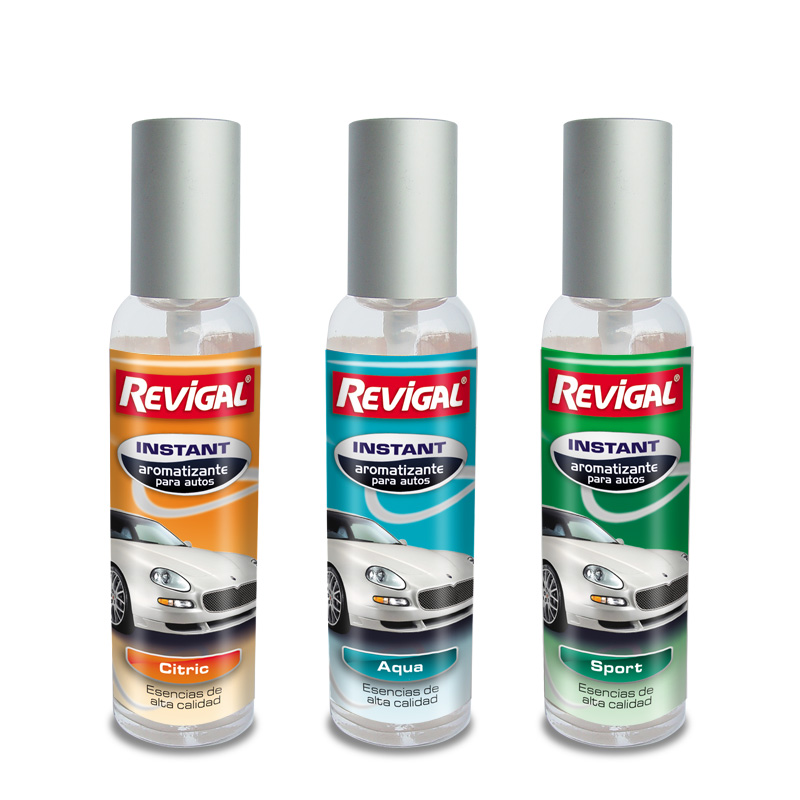 REVIGAL®
INSTANT
aromatizante
para autos
Citric
Esencias de
alta calidad
REVIGAL®
INSTANT
aromatizante
para autos
Aqua
Esencias de
alta calidad
REVIGAL®
INSTANT
aromatizante
para autos
Sport
Esencias de
alta calidad